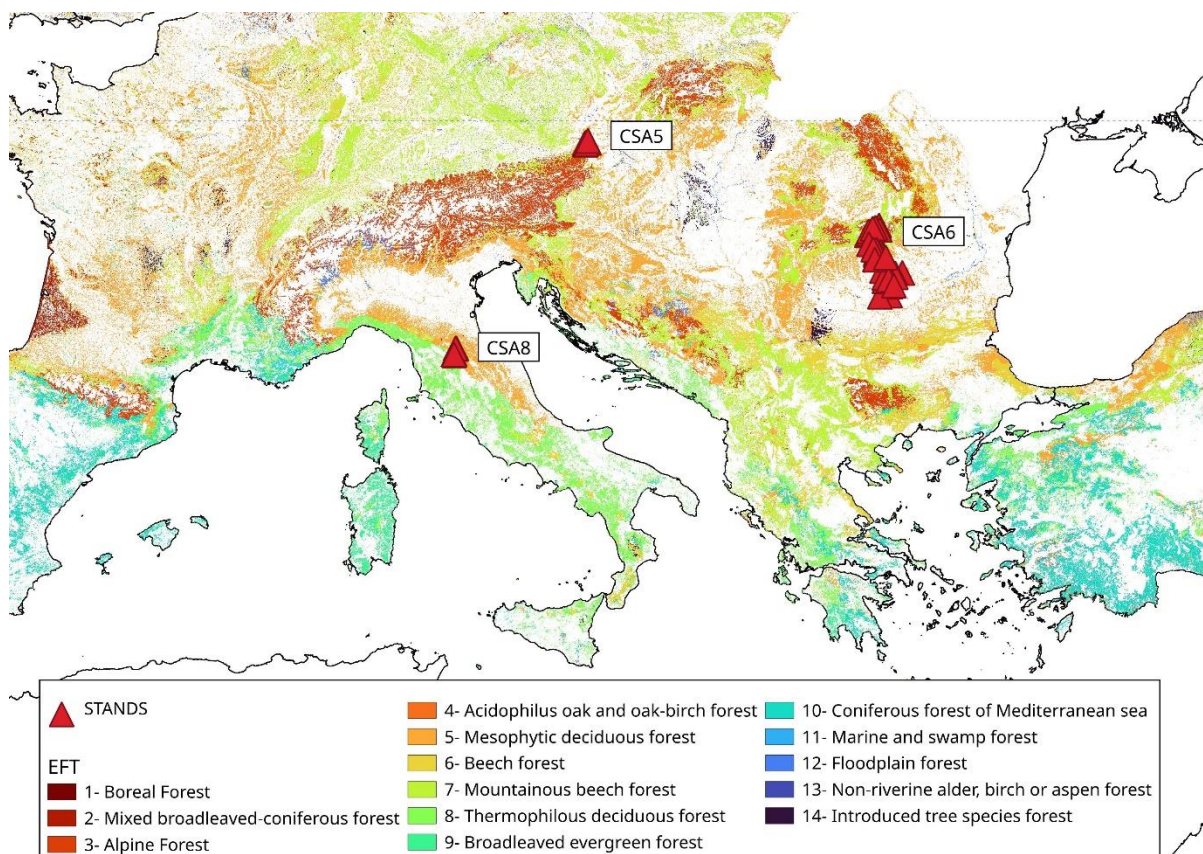 CSA5
CSA6
CSA8
STANDS
EFT
1- Boreal Forest
2- Mixed broadleaved-coniferous forest
3- Alpine Forest
4- Acidophilus oak and oak-birch forest
5- Mesophytic deciduous forest
6- Beech forest
7- Mountainous beech forest
8- Thermophilous deciduous forest
9- Broadleaved evergreen forest
10- Coniferous forest of Mediterranean sea
11- Marine and swamp forest
12- Floodplain forest
13- Non-riverine alder, birch or aspen forest
14- Introduced tree species forest